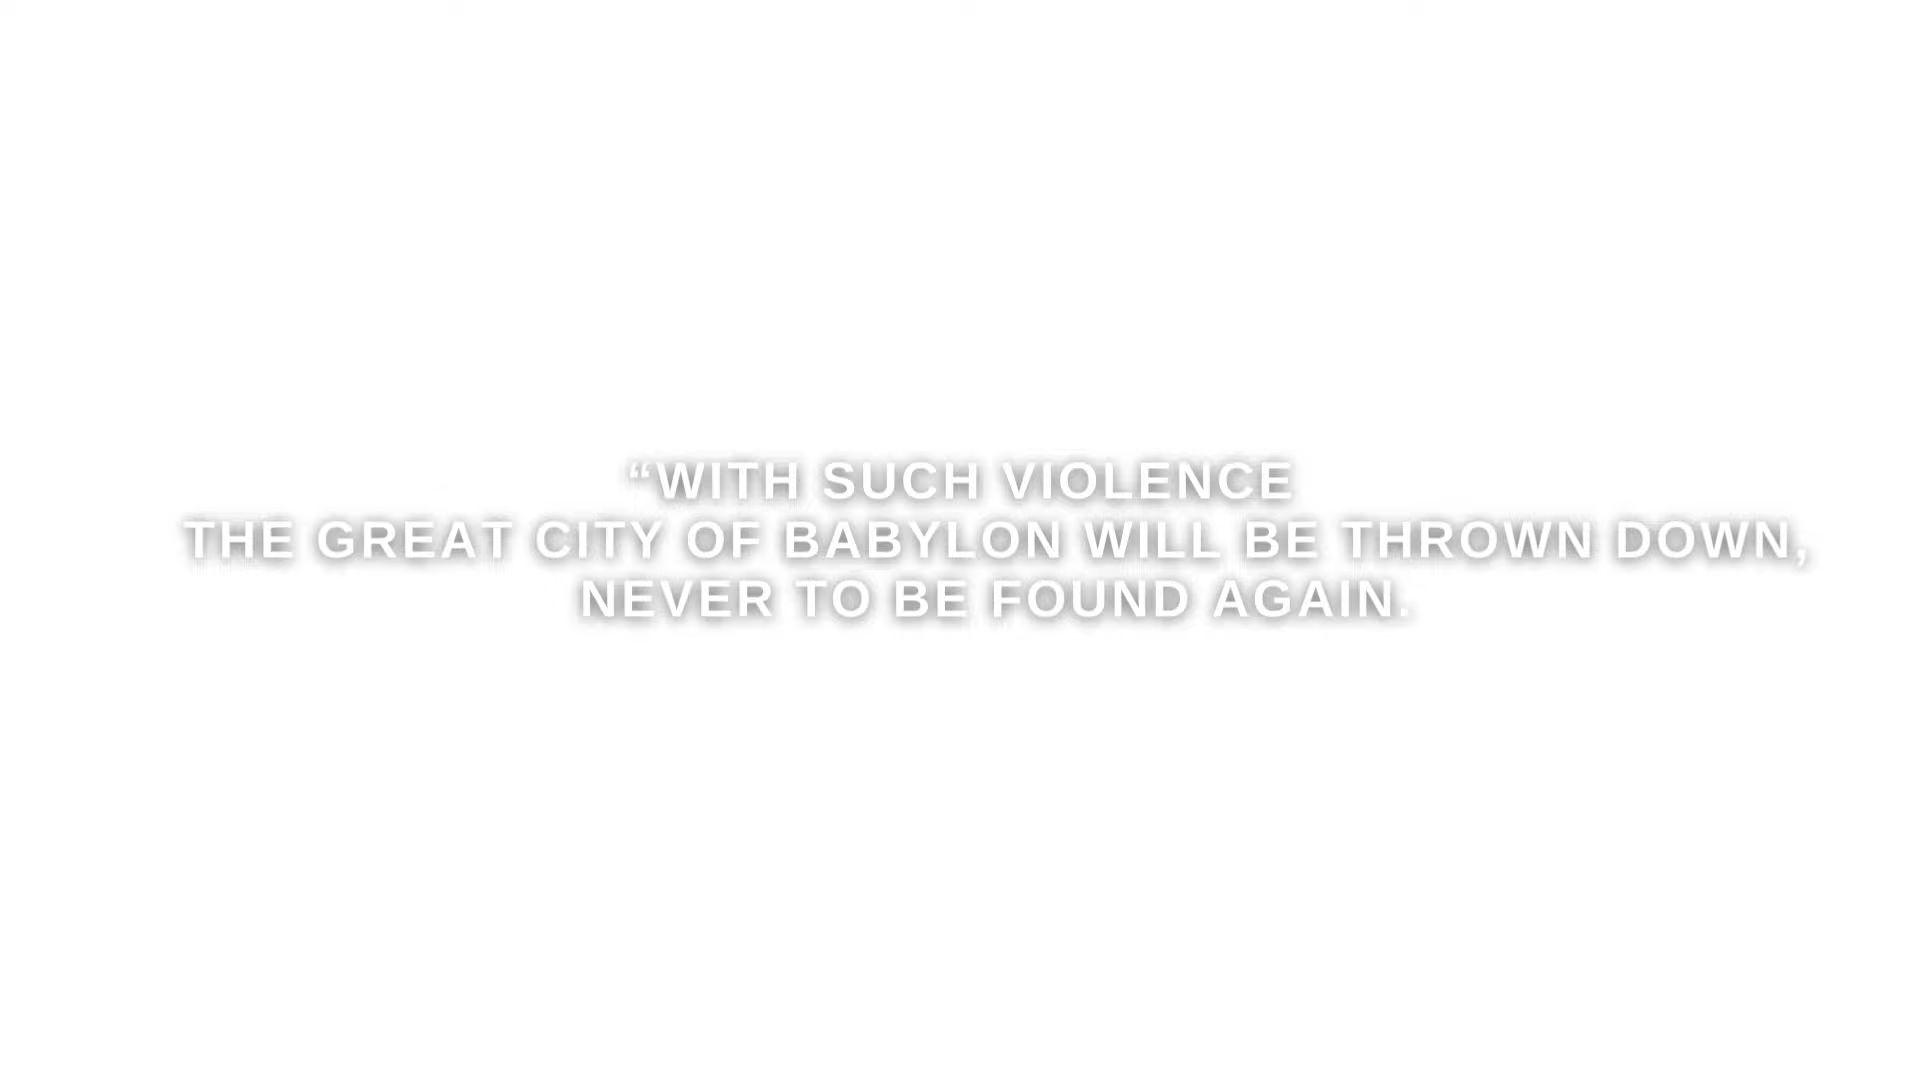 “WITH SUCH VIOLENCE
THE GREAT CITY OF BABYLON WILL BE THROWN DOWN,
NEVER TO BE FOUND AGAIN.